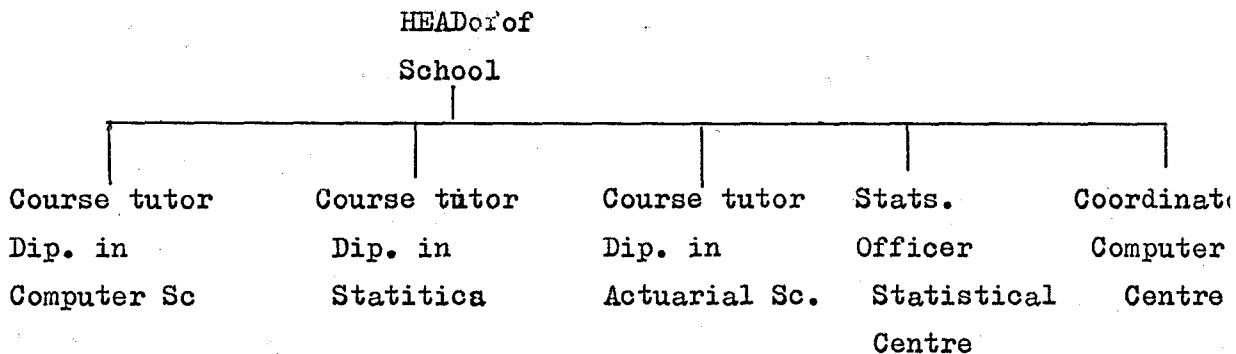 HEADorof
School
Course tutor
Dip. in
Computer Sc
Course tutor
Dip. in
Statitica
Course tutor
Dip. in
Actuarial Sc.
Stats.
Officer
Statistical
Centre
Coordinato
Computer
Centre